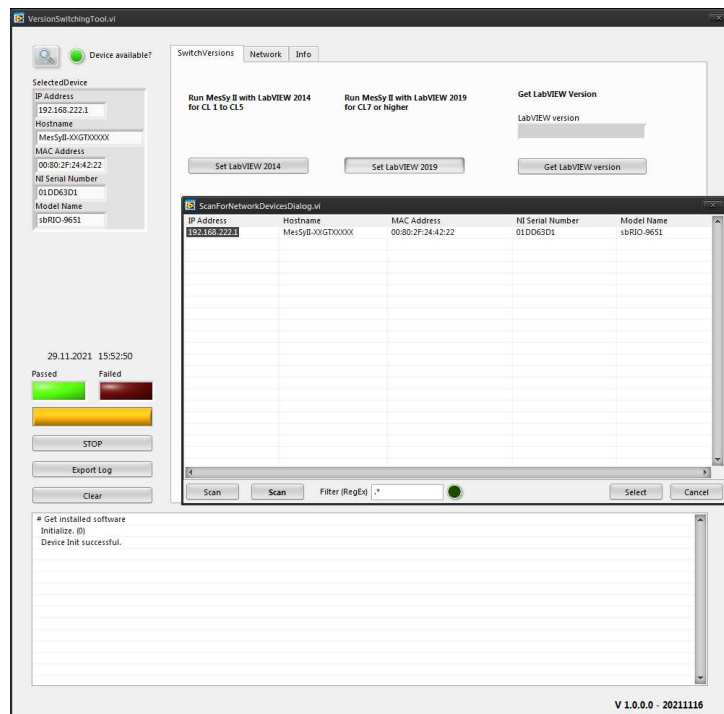 VersionSwitchingTool.vi
Device available?
SelectedDevice
IP Address
192.168.222.1
Hostname
MesSyII-XXGTXXXXX
MAC Address
00:80:2F:24:42:22
NI Serial Number
01DD63D1
Model Name
sbRIO-9651
SwitchVersions Network Info
Run MesSy II with LabVIEW 2014
for CL 1 to CL5
Run MesSy II with LabVIEW 2019
for CL7 or higher
Get LabVIEW Version
LabVIEW version
Set LabVIEW 2014 Set LabVIEW 2019 Get LabVIEW version
ScanForNetworkDevicesDialog.vi
IP Address Hostname MAC Address NI Serial Number Model Name
192.168.222.1 MesSyII-XXGTXXXXX 00:80:2F:24:42:22 01DD63D1 sbRIO-9651
Scan Scan Filter (RegEx) .* Select Cancel
29.11.2021 15:52:50
Passed Failed
STOP
Export Log
Clear
# Get installed software
Initialize. (0)
Device Init successful.
V 1.0.0.0 - 20211116